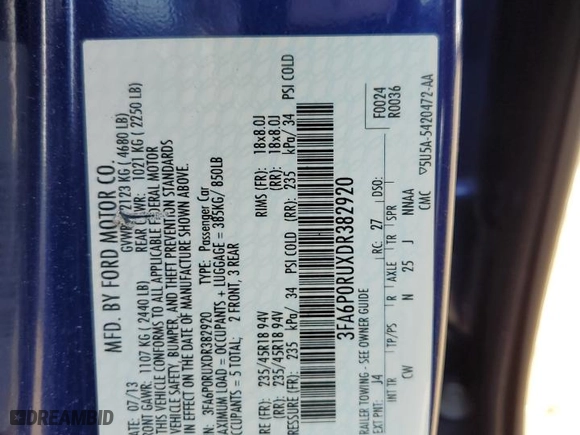 MFD. BY FORD MOTOR CO.
DATE: 07/13 GVWR: 2123 KG ( 4680 LB)
FRONT GAWR: 1107 KG ( 2440 LB) REAR GAWR: 1021 KG ( 2250 LB)
THIS VEHICLE CONFORMS TO ALL APPLICABLE FEDERAL MOTOR
VEHICLE SAFETY, BUMPER, AND THEFT PREVENTION STANDARDS
IN EFFECT ON THE DATE OF MANUFACTURE SHOWN ABOVE.
VIN: 3FA6P0RUXDR382920 TYPE: Passenger Car
MAXIMUM LOAD = OCCUPANTS + LUGGAGE = 385KG/ 850LB
OCCUPANTS = 5 TOTAL: 2 FRONT, 3 REAR
TIRE (FR): 235/45R18 94V RIMS (FR): 18x8.0J
(RR): 235/45R18 94V (RR): 18x8.0J
PRESSURE (FR): 235 kPa/ 34 PSI COLD (RR): 235 kPa/ 34 PSI COLD
3FA6P0RUXDR382920
F0024
R0036
TRAILER TOWING - SEE OWNER GUIDE
EXT PNT: J4 RC: 27 DSO:
INT TR TP/PS R AXLE TR SPR
CW N 25 J NNAA
CMC ▽5U5A-5420472-AA
DREAMBID